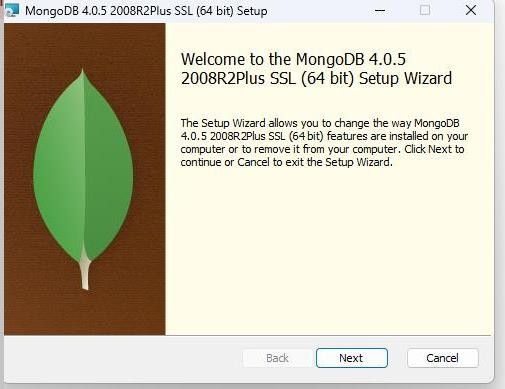 MongoDB 4.0.5 2008R2Plus SSL (64 bit) Setup
Welcome to the MongoDB 4.0.5
2008R2Plus SSL (64 bit) Setup Wizard
The Setup Wizard allows you to change the way MongoDB
4.0.5 2008R2Plus SSL (64 bit) features are installed on your
computer or to remove it from your computer. Click Next to
continue or Cancel to exit the Setup Wizard.
Back
Next
Cancel